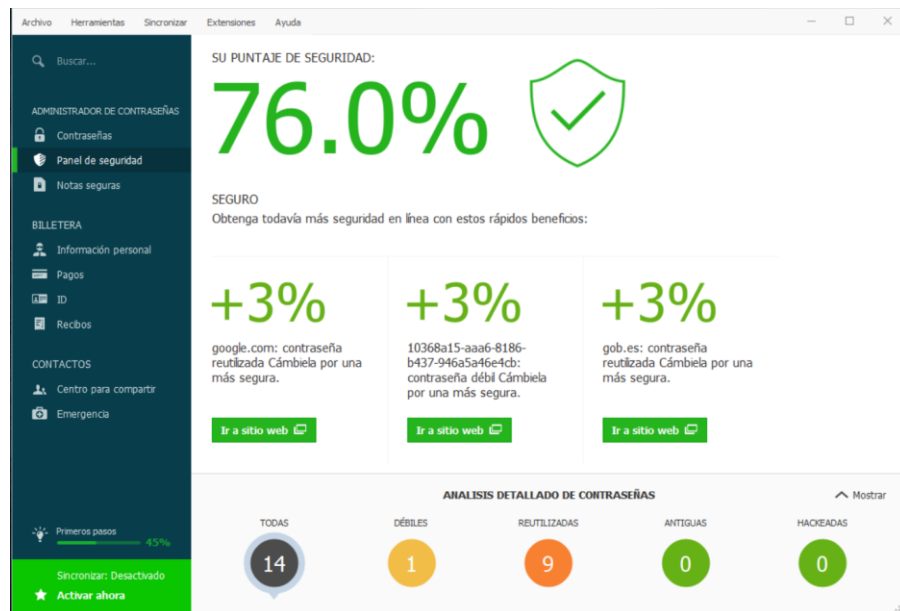 Archivo Herramientas Sincronizar Extensiones Ayuda
Buscar...
ADMINISTRADOR DE CONTRASEÑAS
Contraseñas
Panel de seguridad
Notas seguras
BILLETERA
Información personal
Pagos
ID
Recibos
CONTACTOS
Centro para compartir
Emergencia
Primeros pasos
45%
Sincronizar: Desactivado
Activar ahora
SU PUNTAJE DE SEGURIDAD:
76.0%
SEGURO
Obtenga todavía más seguridad en línea con estos rápidos beneficios:
+3%
google.com: contraseña
reutilizada Cámbiela por una
más segura.
Ir a sitio web
+3%
10368a15-aaa6-8186-
b437-946a5a46e4cb:
contraseña débil Cámbiela
por una más segura.
Ir a sitio web
+3%
gob.es: contraseña
reutilizada Cámbiela por una
más segura.
Ir a sitio web
ANALISIS DETALLADO DE CONTRASEÑAS
Mostrar
TODAS DÉBILES REUTILIZADAS ANTIGUAS HACKEADAS
14 1 9 0 0